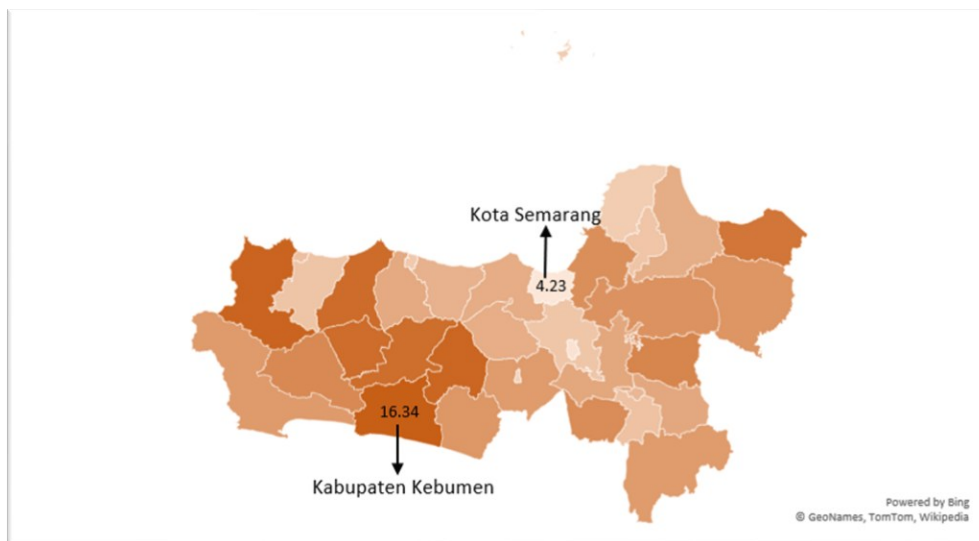 Kota Semarang
4.23
16.34
Kabupaten Kebumen
Powered by Bing
© GeoNames, TomTom, Wikipedia